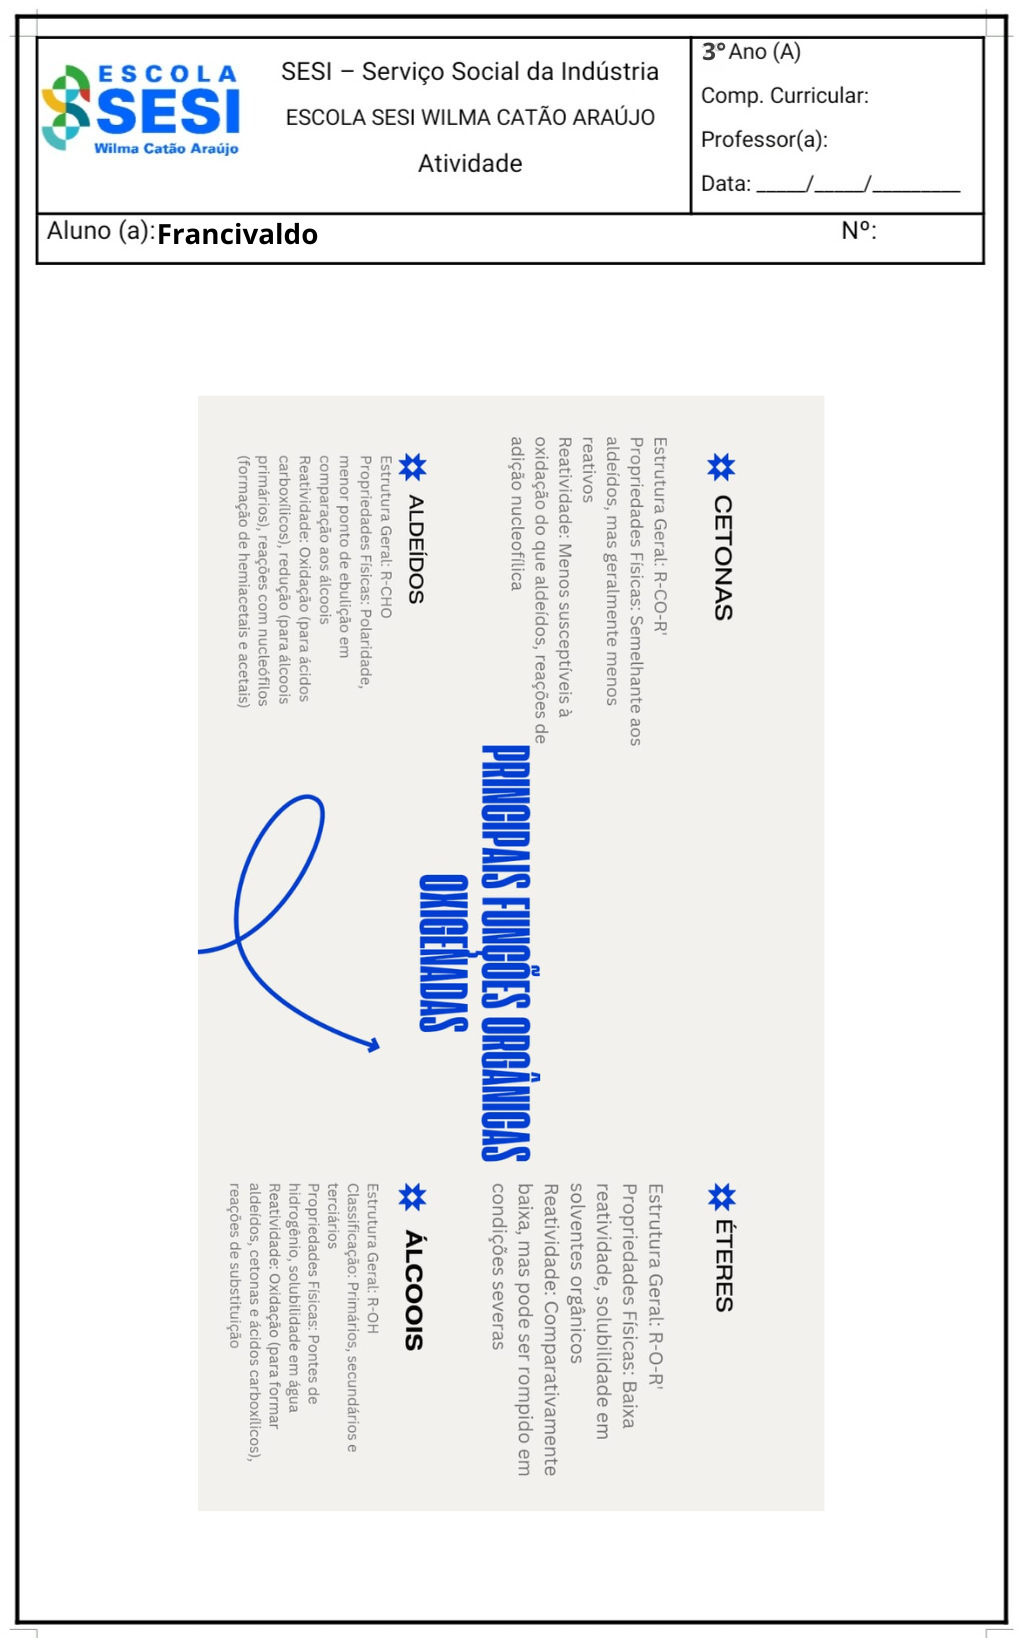 ESCOLA
SESI
Wilma Catão Araújo
SESI – Serviço Social da Indústria
ESCOLA SESI WILMA CATÃO ARAÚJO
Atividade
3° Ano (A)
Comp. Curricular:
Professor(a):
Data: _____/_____/_________
Aluno (a):Francivaldo
Nº:
CETONAS
Estrutura Geral: R-CO-R'
Propriedades Físicas: Semelhante aos
aldeídos, mas geralmente menos
reativos
Reatividade: Menos susceptíveis à
oxidação do que aldeídos, reações de
adição nucleofílica
ÉTERES
Estrutura Geral: R-O-R'
Propriedades Físicas: Baixa
reatividade, solubilidade em
solventes orgânicos
Reatividade: Comparativamente
baixa, mas pode ser rompido em
condições severas
PRINCIPAIS FUNÇÕES ORGÂNICAS
OXIGENADAS
ALDEÍDOS
Estrutura Geral: R-CHO
Propriedades Físicas: Polaridade,
menor ponto de ebulição em
comparação aos álcoois
Reatividade: Oxidação (para ácidos
carboxílicos), redução (para álcoois
primários), reações com nucleófilos
(formação de hemiacetais e acetais)
ÁLCOOIS
Estrutura Geral: R-OH
Classificação: Primários, secundários e
terciários
Propriedades Físicas: Pontes de
hidrogênio, solubilidade em água
Reatividade: Oxidação (para formar
aldeídos, cetonas e ácidos carboxílicos),
reações de substituição